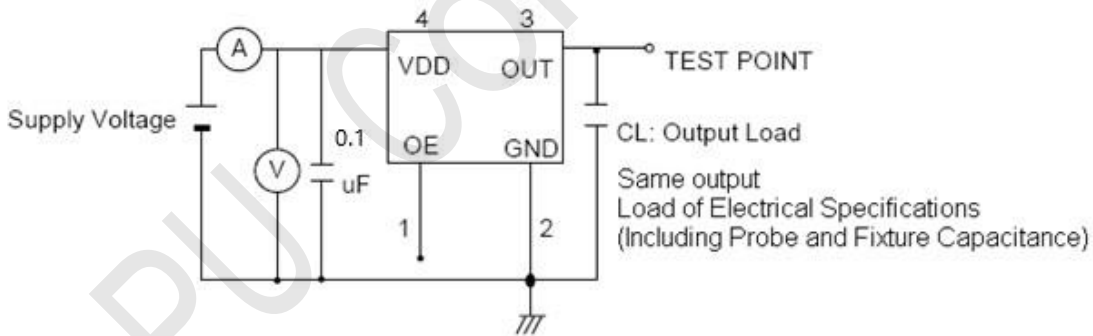 4
3
A
VDD
OUT
TEST POINT
Supply Voltage
0.1
uF
V
OE
GND
CL: Output Load
Same output
Load of Electrical Specifications
(Including Probe and Fixture Capacitance)
1
2